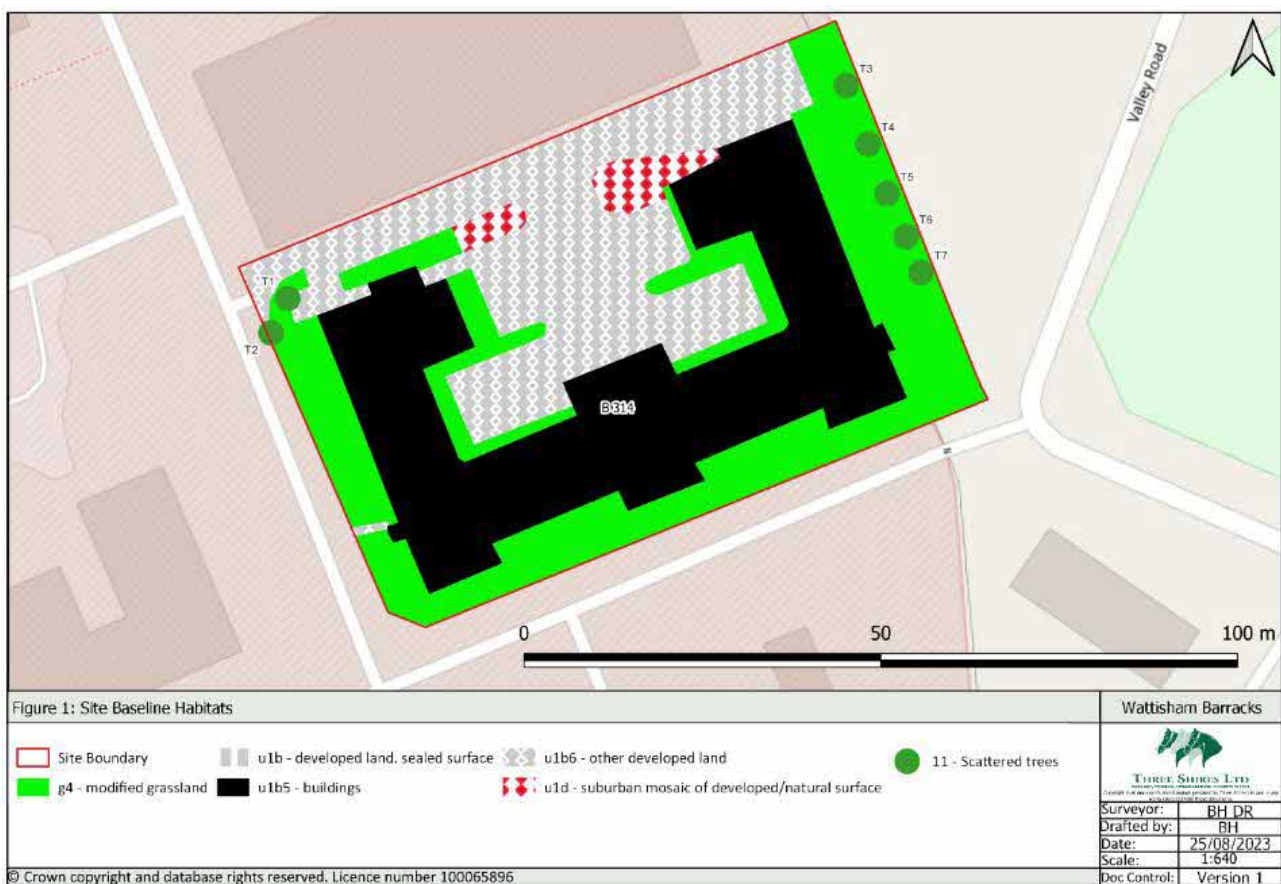 T3
Valley Road
T4
T5
T6
T7
T1
T2
B314
0 50 100 m
Figure 1: Site Baseline Habitats
Wattisham Barracks
Site Boundary
u1b - developed land. sealed surface
u1b6 - other developed land
11 - Scattered trees
g4 - modified grassland
u1b5 - buildings
u1d - suburban mosaic of developed/natural surface
THREE SHIRES LTD
Surveyor: BH DR
Drafted by: BH
Date: 25/08/2023
Scale: 1:640
Doc Control: Version 1
© Crown copyright and database rights reserved. Licence number 100065896